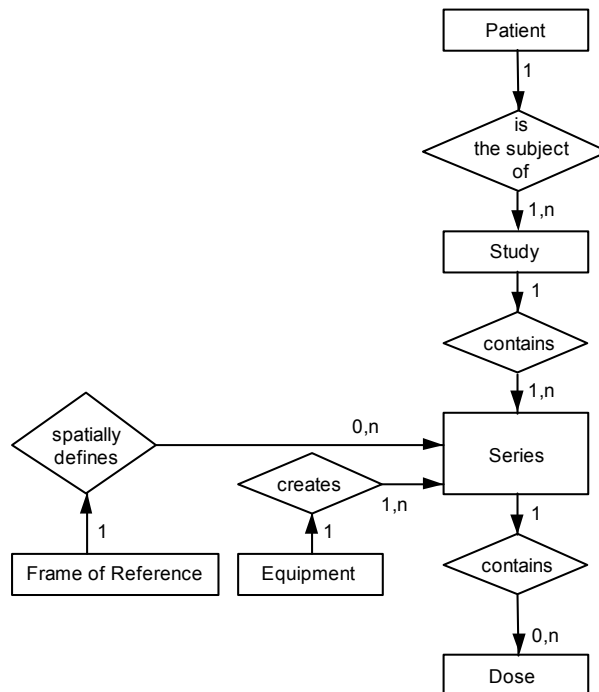 Patient
1
is
the subject
of
1,n
Study
1
contains
1,n
spatially
defines
0,n
Series
creates
1,n
1
1
1
Frame of Reference
Equipment
contains
0,n
Dose